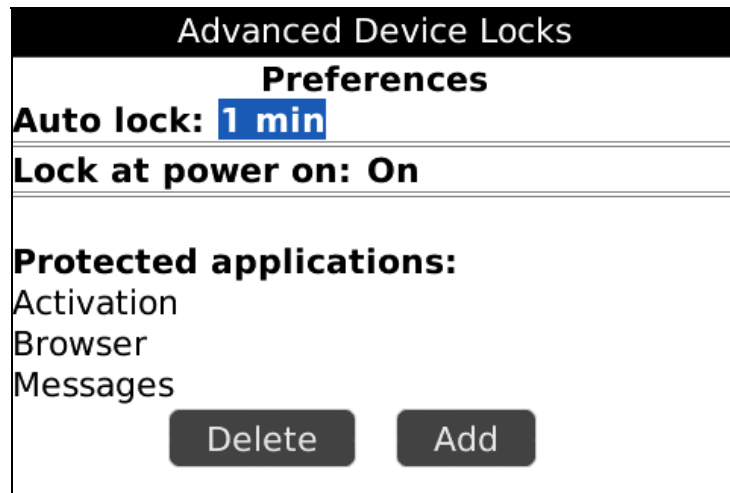 Advanced Device Locks
Preferences
Auto lock: 1 min
Lock at power on: On
Protected applications:
Activation
Browser
Messages
Delete Add